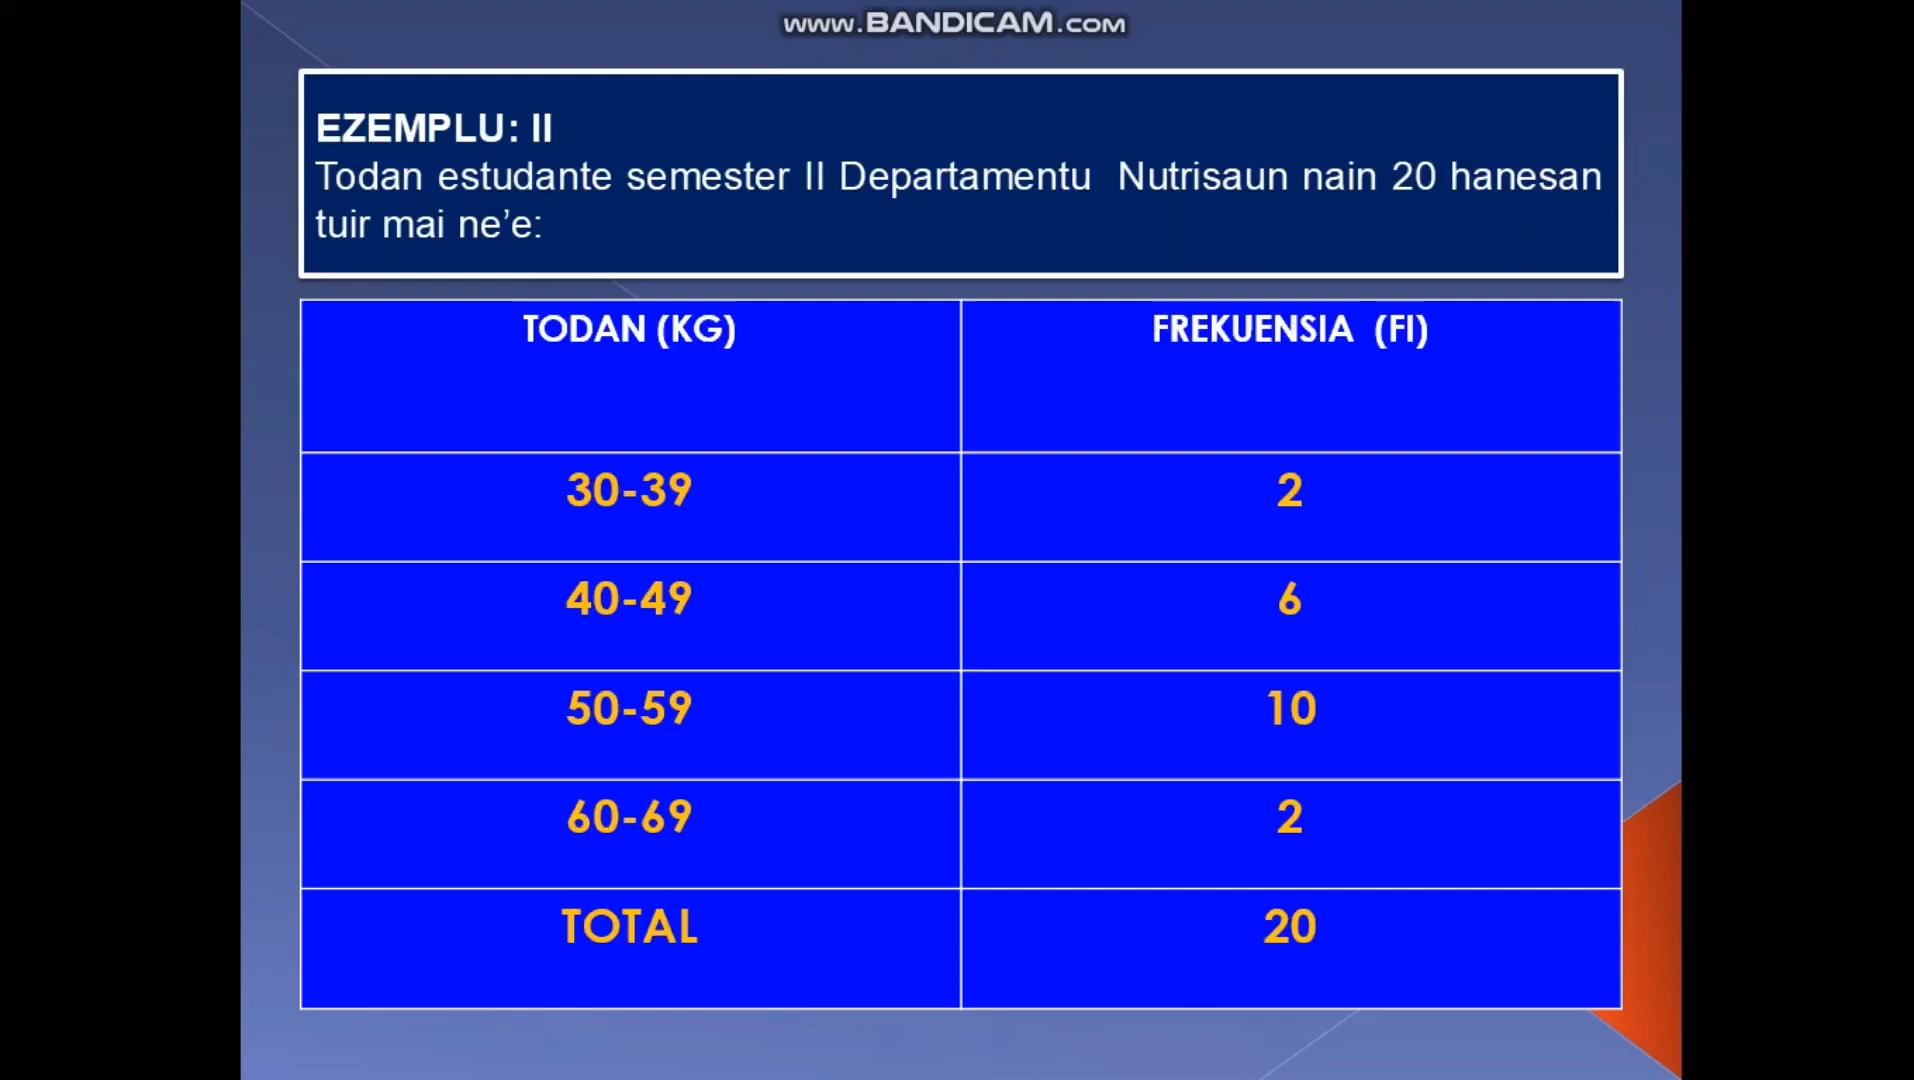 www.BANDICAM.com
EZEMPLU: II
Todan estudante semester II Departamentu Nutrisaun nain 20 hanesan
tuir mai ne’e:
TODAN (KG) FREKUENSIA (FI)
30-39 2
40-49 6
50-59 10
60-69 2
TOTAL 20